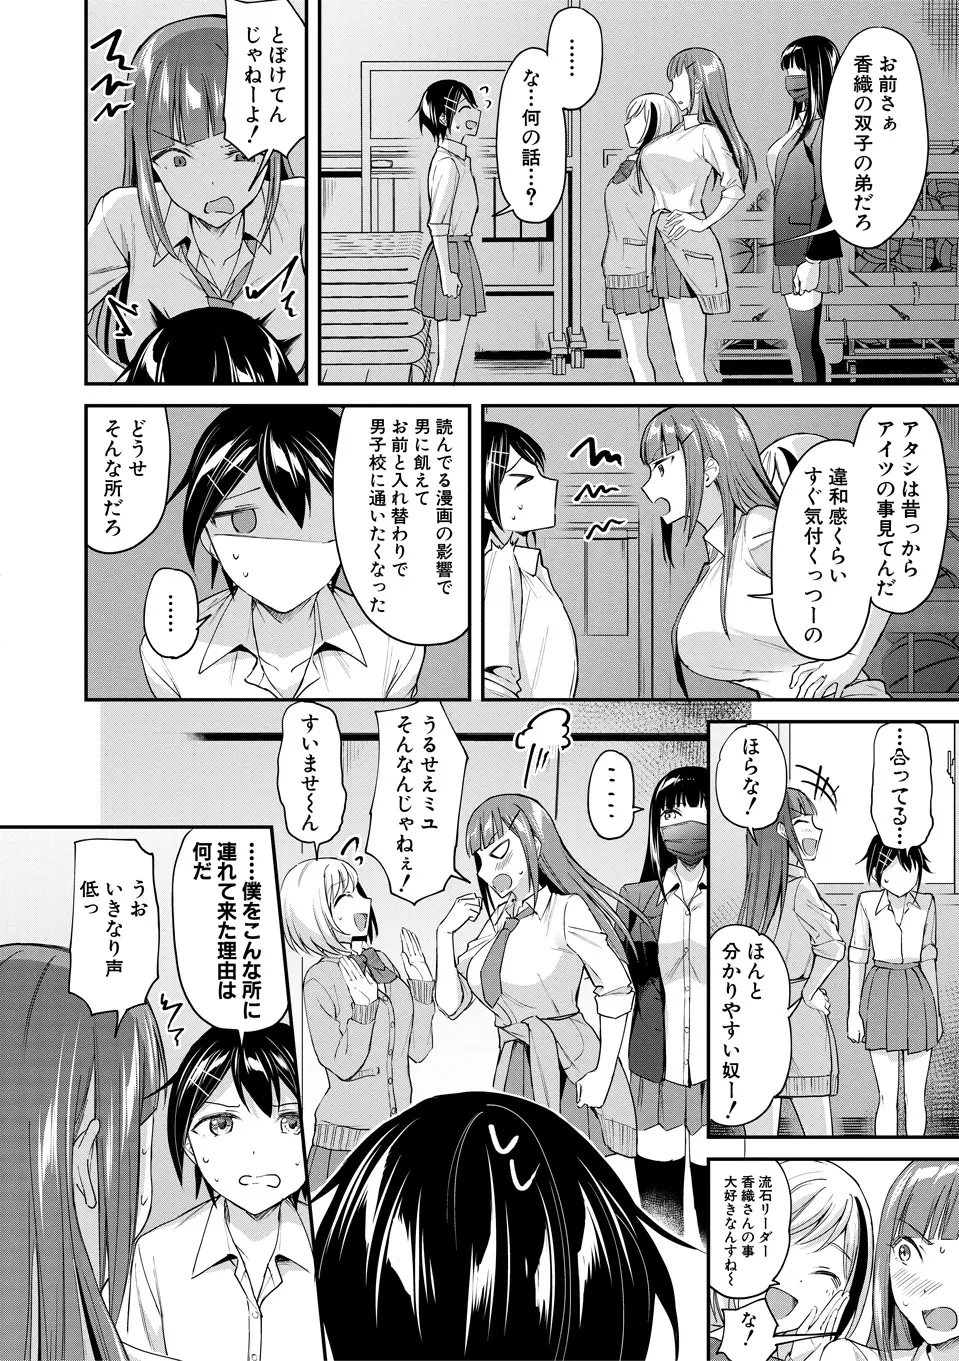 お前さぁ
香織の双子の弟だろ
……
な…何の話…？
とぼけてん
じゃねーよ！
アタシは昔っから
アイツの事見てんだ
違和感くらい
すぐ気付くっつーの
読んでる漫画の影響で
男に飢えて
お前と入れ替わりで
男子校に通いたくなった
どうせ
そんな所だろ
……
…合ってる…
ほらな！
ほんと
分かりやすい奴ー！
流石リーダー
香織さんの事
大好きなんすね～
な！
……
うるせえミユ
そんなんじゃねぇ！
すいませ～ん
……僕をこんな所に
連れて来た理由は
何だ
うお
いきなり声
低っ